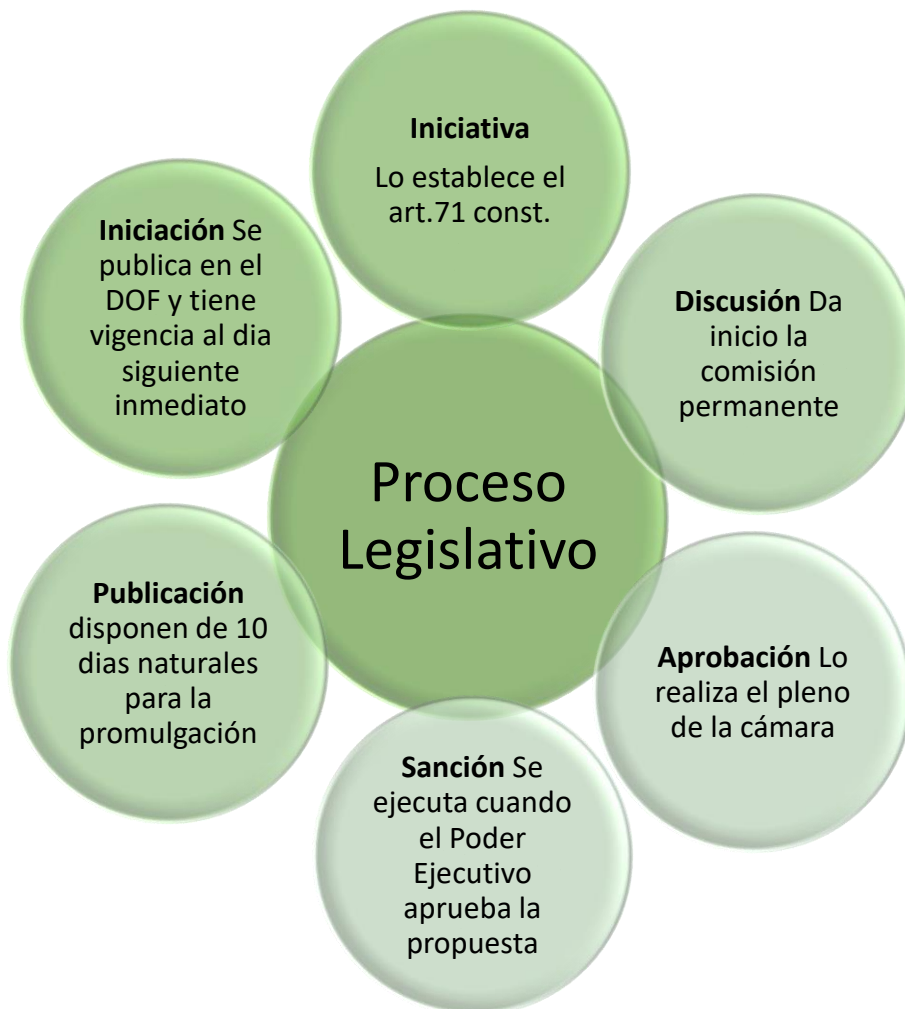 Iniciativa
Lo establece el
art.71 const.
Discusión Da
inicio la
comisión
permanente
Aprobación Lo
realiza el pleno
de la cámara
Sanción Se
ejecuta cuando
el Poder
Ejecutivo
aprueba la
propuesta
Publicación
disponen de 10
dias naturales
para la
promulgación
Iniciación Se
publica en el
DOF y tiene
vigencia al dia
siguiente
inmediato
Proceso
Legislativo